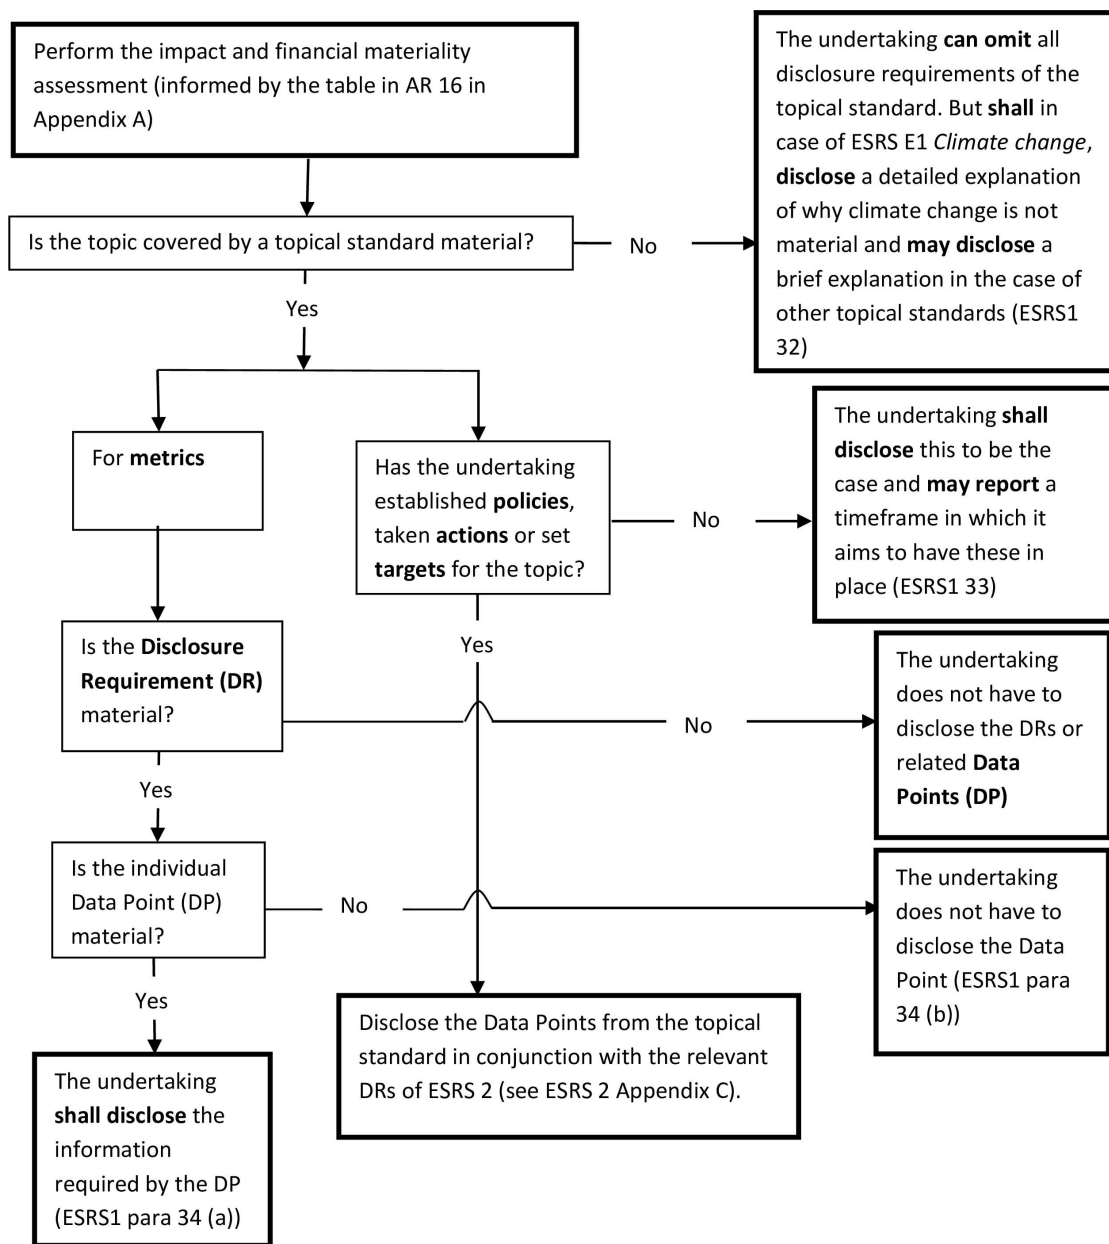 Perform the impact and financial materiality
assessment (informed by the table in AR 16 in
Appendix A)
The undertaking can omit all
disclosure requirements of the
topical standard. But shall in
case of ESRS E1 Climate change,
disclose a detailed explanation
of why climate change is not
material and may disclose a
brief explanation in the case of
other topical standards (ESRS1
32)
Is the topic covered by a topical standard material?
No
Yes
For metrics
Has the undertaking
established policies,
taken actions or set
targets for the topic?
No
The undertaking shall
disclose this to be the
case and may report a
timeframe in which it
aims to have these in
place (ESRS1 33)
Yes
Is the Disclosure
Requirement (DR)
material?
No
The undertaking
does not have to
disclose the DRs or
related Data
Points (DP)
Yes
Is the individual
Data Point (DP)
material?
No
The undertaking
does not have to
disclose the Data
Point (ESRS1 para
34 (b))
Yes
Disclose the Data Points from the topical
standard in conjunction with the relevant
DRs of ESRS 2 (see ESRS 2 Appendix C).
The undertaking
shall disclose the
information
required by the DP
(ESRS1 para 34 (a))